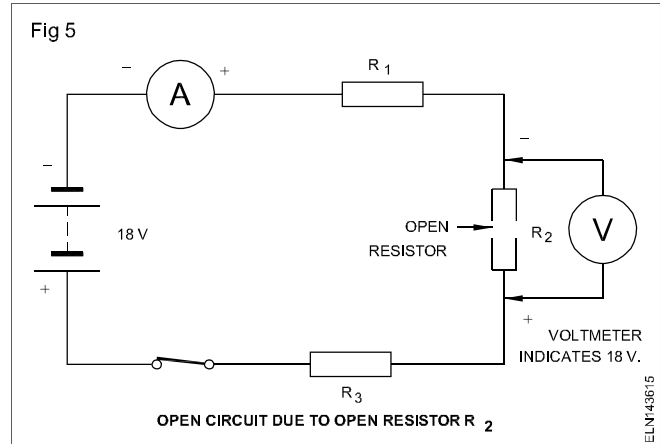 Fig 5
− +
A
R 1
−
−
18 V
OPEN
RESISTOR
R 2
V
+
+
VOLTMETER
INDICATES 18 V.
R 3
OPEN CIRCUIT DUE TO OPEN RESISTOR R 2
ELN143615